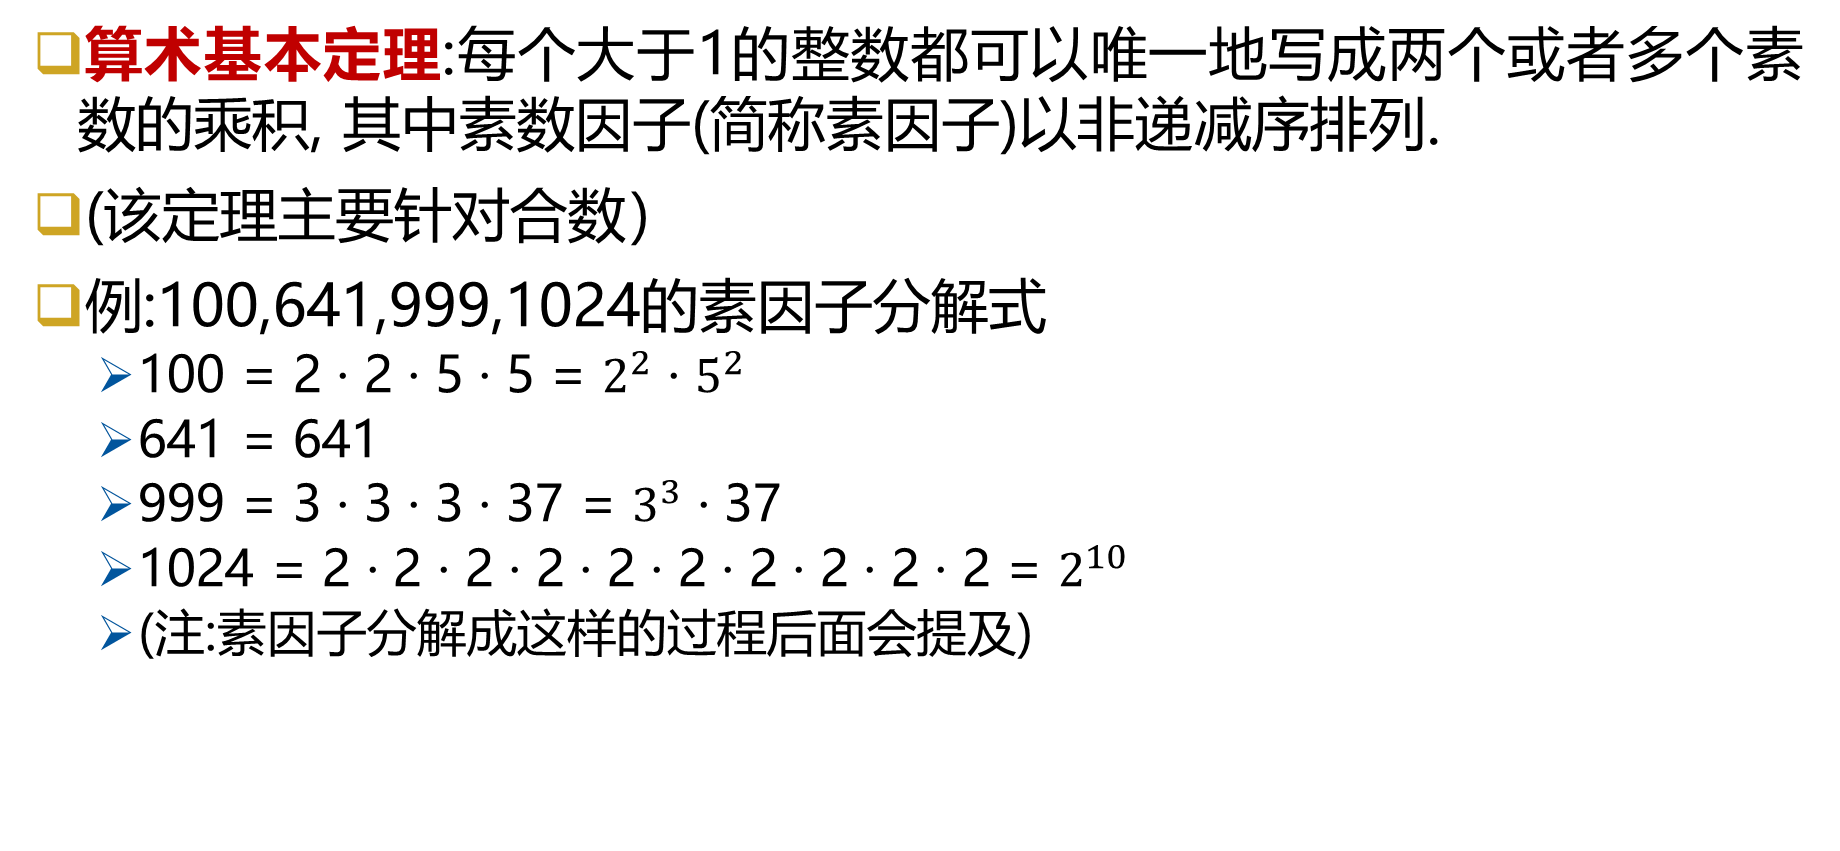 算术基本定理:每个大于1的整数都可以唯一地写成两个或者多个素
数的乘积, 其中素数因子(简称素因子)以非递减序排列.
(该定理主要针对合数）
例:100,641,999,1024的素因子分解式
100 = 2 · 2 · 5 · 5 = 2² · 5²
641 = 641
999 = 3 · 3 · 3 · 37 = 3³ · 37
1024 = 2 · 2 · 2 · 2 · 2 · 2 · 2 · 2 · 2 · 2 = 2¹⁰
(注:素因子分解成这样的过程后面会提及)